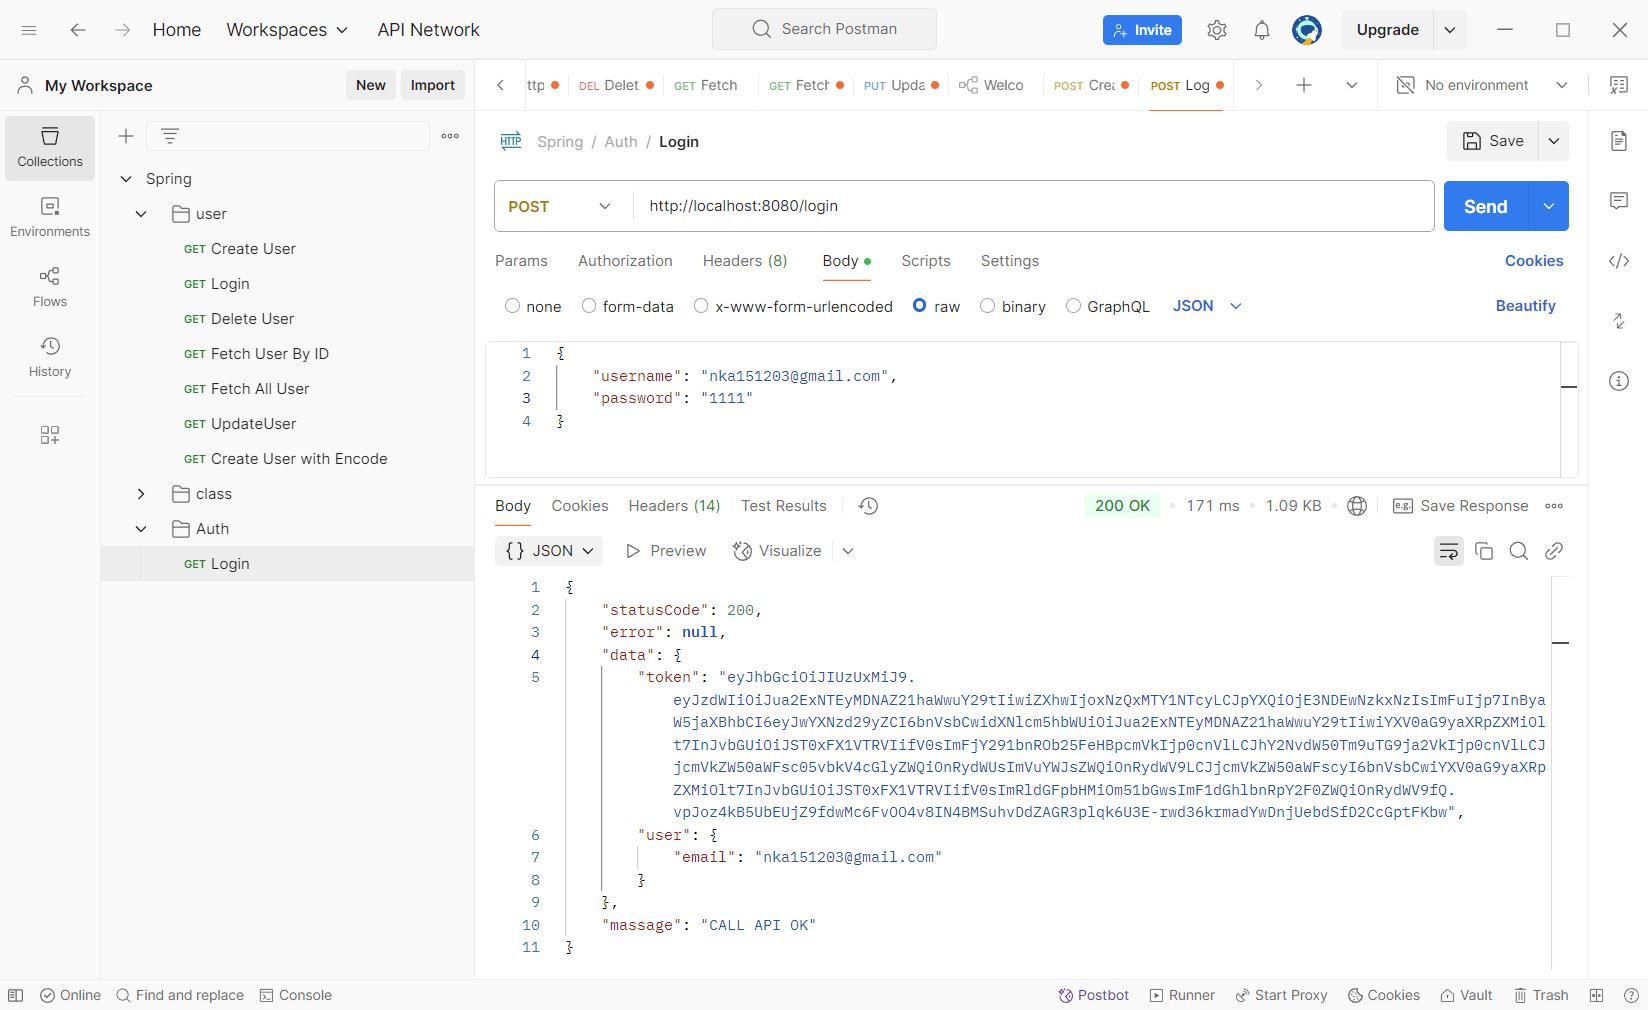 Home Workspaces API Network Search Postman Invite Upgrade
My Workspace New Import
ttp DEL Delet GET Fetch GET Fetch PUT Upda Welco POST Crea POST Log No environment
Collections
Environments
Flows
History
Spring
user
GET Create User
GET Login
GET Delete User
GET Fetch User By ID
GET Fetch All User
GET UpdateUser
GET Create User with Encode
class
Auth
GET Login
HTTP Spring / Auth / Login Save
POST http://localhost:8080/login Send
Params Authorization Headers (8) Body Scripts Settings Cookies
none form-data x-www-form-urlencoded raw binary GraphQL JSON Beautify
1 {
2 "username": "nka151203@gmail.com",
3 "password": "1111"
4 }
Body Cookies Headers (14) Test Results 200 OK 171 ms 1.09 KB e.g. Save Response
{} JSON Preview Visualize
1 {
2 "statusCode": 200,
3 "error": null,
4 "data": {
5 "token": "eyJhbGciOiJIUzUxMiJ9.
eyJzdWIiOiJua2ExNTEyMDNAZ21haWwuY29tIiwiZXhwIjoxNzQxMTY1NTcyLCJpYXQiOjE3NDEwNzkxNzIsImFuIjp7InBya
W5jaXBhbCI6eyJwYXNzd29yZCI6bnVsbCwidXNlcm5hbWUiOiJua2ExNTEyMDNAZ21haWwuY29tIiwiYXV0aG9yaXRpZXMiOl
t7InJvbGUiOiJST0xFX1VTRVIifV0sImFjY291bnROb25FeHBpcmVkIjp0cnVlLCJhY2NvdW50Tm9uTG9ja2VkIjp0cnVlLCJ
jcmVkZW50aWFsc05vbkV4cGlyZWQiOnRydWUsImVuYWJsZWQiOnRydWV9LCJjcmVkZW50aWFscyI6bnVsbCwiYXV0aG9yaXRp
ZXMiOlt7InJvbGUiOiJST0xFX1VTRVIifV0sImRldGFpbHMiOm51bGwsImF1dGhlbnRpY2F0ZWQiOnRydWV9fQ.
vpJoz4kB5UbEUjZ9fdwMc6FvOO4v8IN4BMSuhvDdZAGR3plqk6U3E-rwd36krmadYwDnjUebdSfD2CcGptFKbw",
6 "user": {
7 "email": "nka151203@gmail.com"
8 }
9 },
10 "massage": "CALL API OK"
11 }
Online Find and replace Console Postbot Runner Start Proxy Cookies Vault Trash